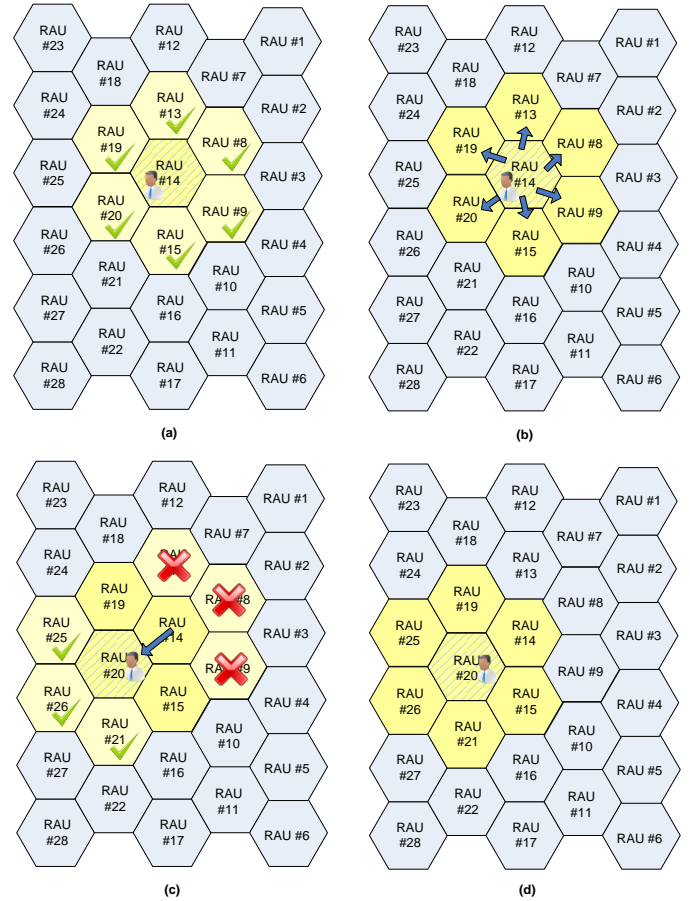 RAU
#23
RAU
#12
RAU #1
RAU
#18
RAU #7
RAU
#24
RAU
#13
RAU #2
RAU
#19
RAU
#8
RAU
#25
RAU
#14
RAU #3
RAU
#20
RAU
#9
RAU
#26
RAU
#15
RAU #4
RAU
#21
RAU
#10
RAU
#27
RAU
#16
RAU #5
RAU
#22
RAU
#11
RAU
#28
RAU
#17
RAU #6
(a)
RAU
#23
RAU
#12
RAU #1
RAU
#18
RAU #7
RAU
#24
RAU
#13
RAU #2
RAU
#19
RAU #8
RAU
#25
RAU
#14
RAU #3
RAU
#20
RAU #9
RAU
#26
RAU
#15
RAU #4
RAU
#21
RAU
#10
RAU
#27
RAU
#16
RAU #5
RAU
#22
RAU
#11
RAU
#28
RAU
#17
RAU #6
(b)
RAU
#23
RAU
#12
RAU #1
RAU
#18
RAU #7
RAU
#24
RAU #2
RAU
#19
#8
RAU
#25
RAU
#14
RAU #3
RAU
#20
#9
RAU
#26
RAU
#15
RAU #4
RAU
#21
RAU
#10
RAU
#27
RAU
#16
RAU #5
RAU
#22
RAU
#11
RAU
#28
RAU
#17
RAU #6
(c)
RAU
#23
RAU
#12
RAU #1
RAU
#18
RAU #7
RAU
#24
RAU
#13
RAU #2
RAU
#19
RAU #8
RAU
#25
RAU
#14
RAU #3
RAU
#20
RAU #9
RAU
#26
RAU
#15
RAU #4
RAU
#21
RAU
#10
RAU
#27
RAU
#16
RAU #5
RAU
#22
RAU
#11
RAU
#28
RAU
#17
RAU #6
(d)